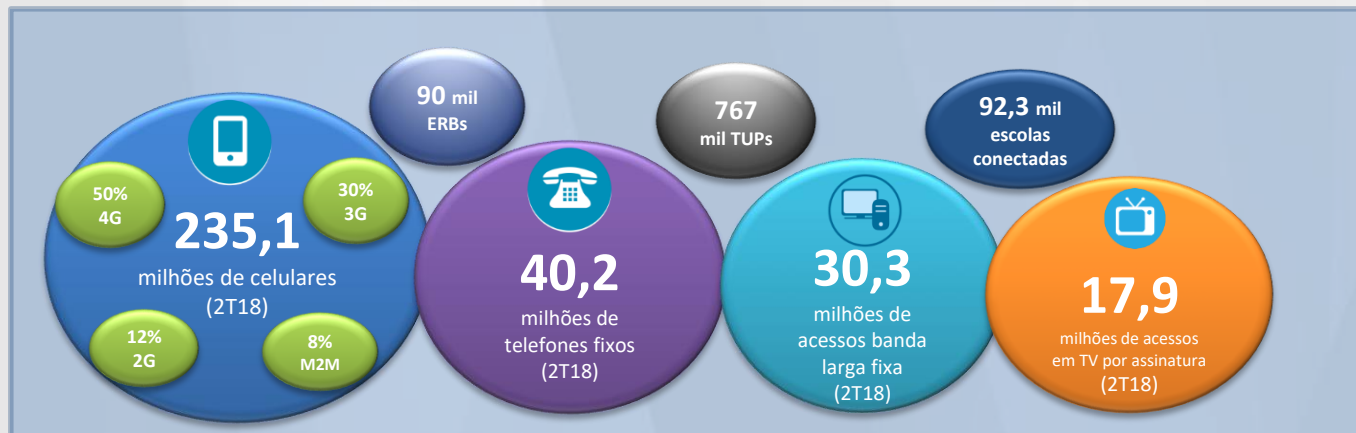 50%
4G
30%
3G
235,1
milhões de celulares
(2T18)
12%
2G
8%
M2M
90 mil
ERBs
40,2
milhões de
telefones fixos
(2T18)
767
mil TUPs
30,3
milhões de
acessos banda
larga fixa
(2T18)
92,3 mil
escolas
conectadas
17,9
milhões de acessos
em TV por assinatura
(2T18)